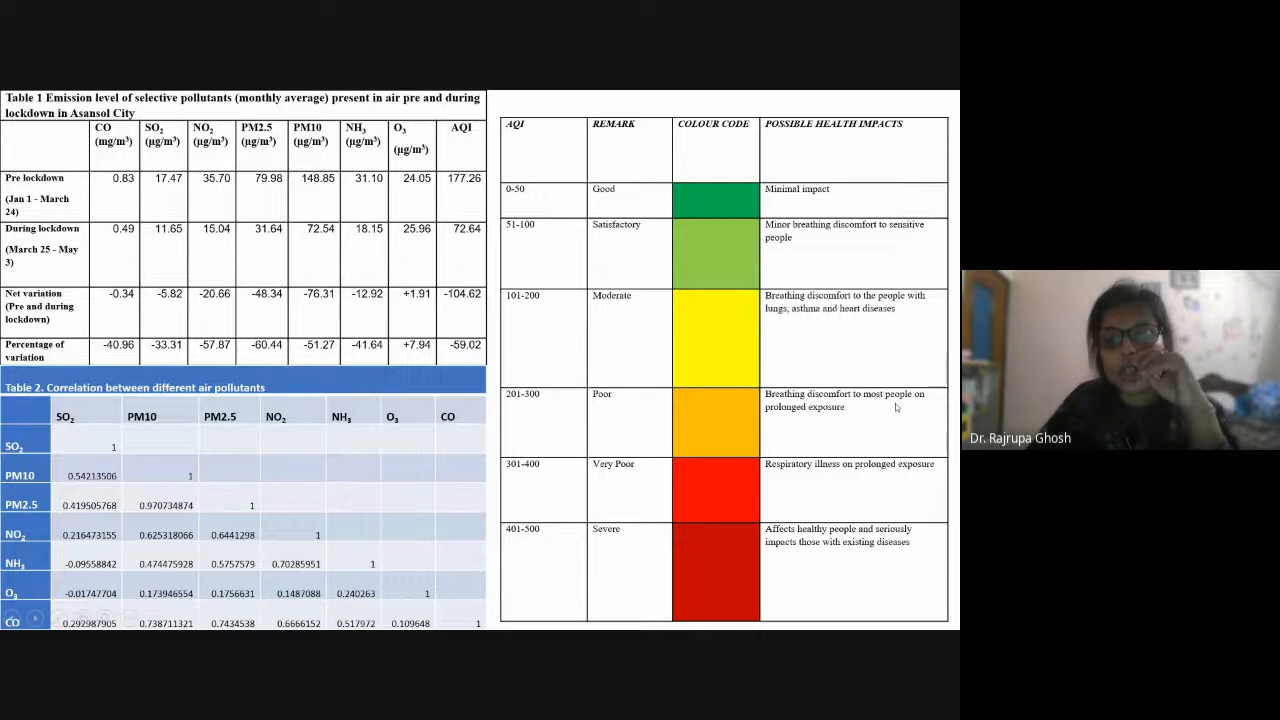 Table 1 Emission level of selective pollutants (monthly average) present in air pre and during
lockdown in Asansol City
CO (mg/m³) SO₂ (µg/m³) NO₂ (µg/m³) PM2.5 (µg/m³) PM10 (µg/m³) NH₃ (µg/m³) O₃ (µg/m³) AQI
Pre lockdown (Jan 1 - March 24) 0.83 17.47 35.70 79.98 148.85 31.10 24.05 177.26
During lockdown (March 25 - May 3) 0.49 11.65 15.04 31.64 72.54 18.15 25.96 72.64
Net variation (Pre and during lockdown) -0.34 -5.82 -20.66 -48.34 -76.31 -12.92 +1.91 -104.62
Percentage of variation -40.96 -33.31 -57.87 -60.44 -51.27 -41.64 +7.94 -59.02
Table 2. Correlation between different air pollutants
SO₂ PM10 PM2.5 NO₂ NH₃ O₃ CO
SO₂ 1
PM10 0.54213506 1
PM2.5 0.419505768 0.970734874 1
NO₂ 0.216473155 0.625318066 0.6441298 1
NH₃ -0.09558842 0.474475928 0.5757579 0.70285951 1
O₃ -0.01747704 0.173946554 0.1756631 0.1487088 0.240263 1
CO 0.292987905 0.738711321 0.7434538 0.6666152 0.517972 0.109648 1
AQI REMARK COLOUR CODE POSSIBLE HEALTH IMPACTS
0-50 Good Minimal impact
51-100 Satisfactory Minor breathing discomfort to sensitive
people
101-200 Moderate Breathing discomfort to the people with
lungs, asthma and heart diseases
201-300 Poor Breathing discomfort to most people on
prolonged exposure
301-400 Very Poor Respiratory illness on prolonged exposure
401-500 Severe Affects healthy people and seriously
impacts those with existing diseases
Dr. Rajrupa Ghosh